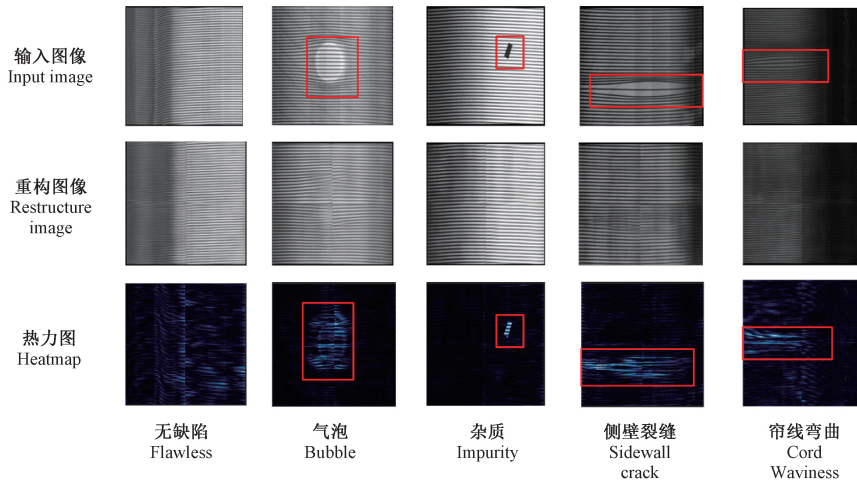 输入图像
Input image
重构图像
Restructure
image
热力图
Heatmap
无缺陷
Flawless
气泡
Bubble
杂质
Impurity
侧壁裂缝
Sidewall
crack
帘线弯曲
Cord
Waviness